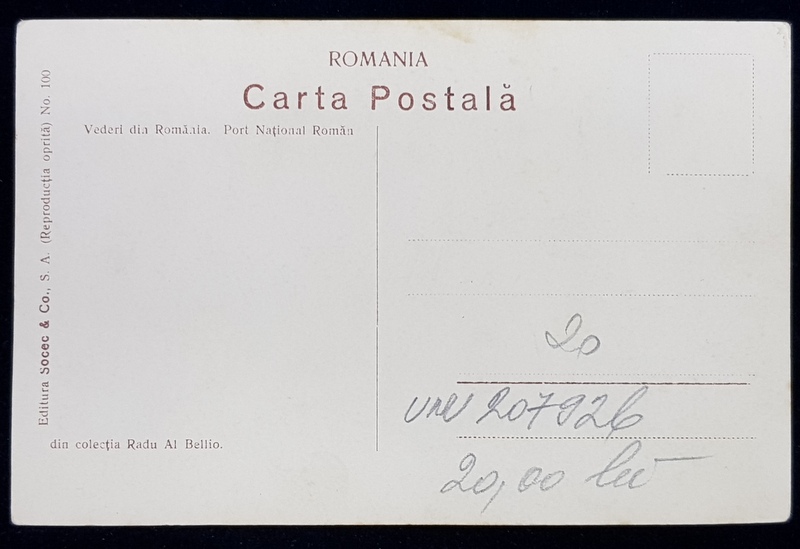 ROMANIA
Carta Postală
Vederi din România. Port Național Român
Editura Socec & Co., S. A. (Reproducția oprită) No. 100
20
207926
20,00 lei
din colecția Radu Al Bellio.